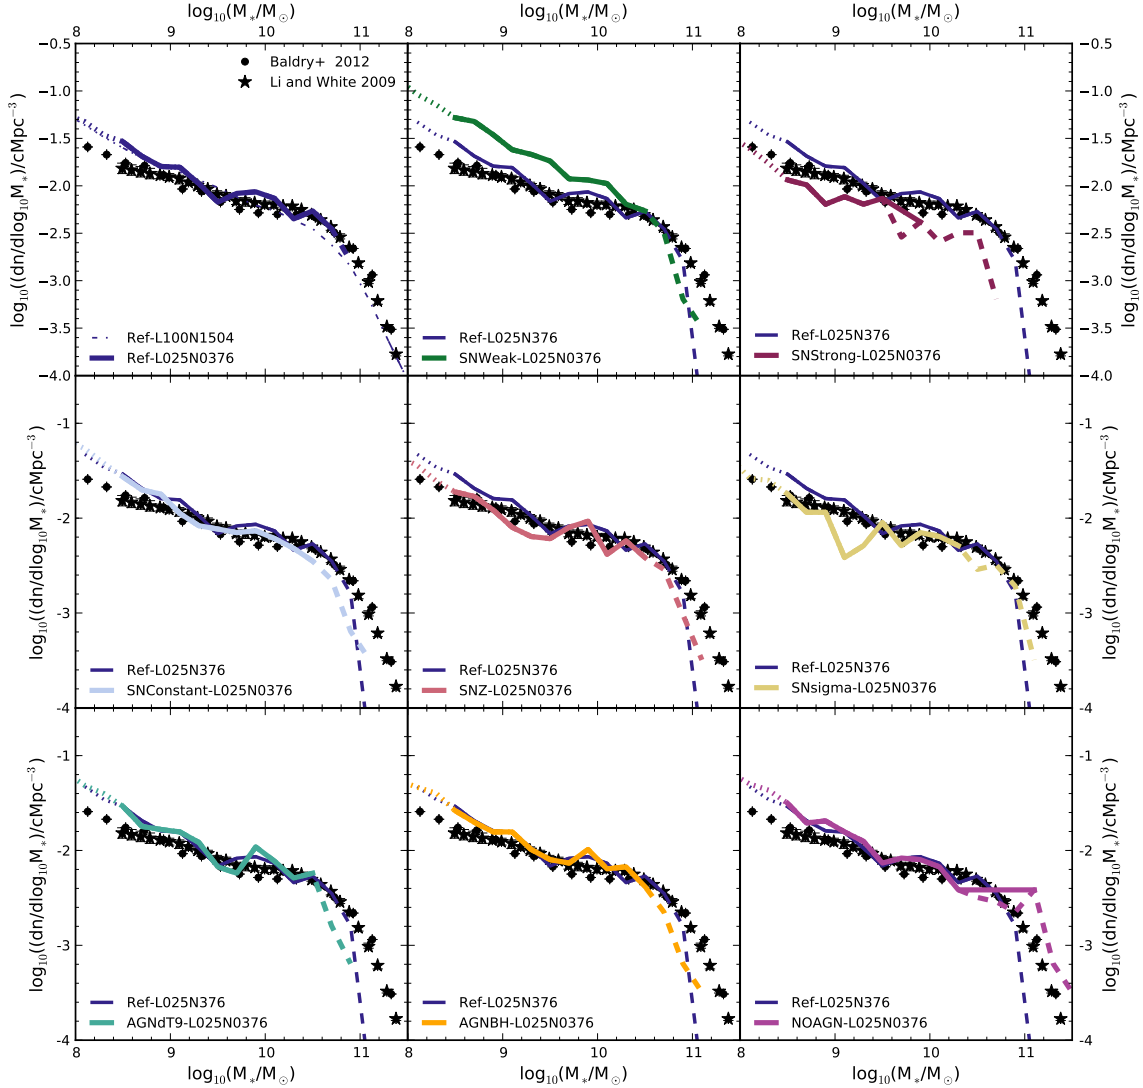 log10(M*/M⊙) log10(M*/M⊙) log10(M*/M⊙)
8 9 10 11 8 9 10 11 8 9 10 11
−0.5 −0.5
−1.0 −1.0
−1.5 −1.5
−2.0 −2.0
−2.5 −2.5
−3.0 −3.0
−3.5 −3.5
−4.0 −4.0
log10((dn/dlog10M*)/cMpc−3) log10((dn/dlog10M*)/cMpc−3)
Baldry+ 2012
Li and White 2009
Ref-L100N1504
Ref-L025N0376
Ref-L025N376
SNWeak-L025N0376
Ref-L025N376
SNStrong-L025N0376
-1 -1
-2 -2
-3 -3
-4 -4
log10((dn/dlog10M*)/cMpc−3) log10((dn/dlog10M*)/cMpc−3)
Ref-L025N376
SNConstant-L025N0376
Ref-L025N376
SNZ-L025N0376
Ref-L025N376
SNsigma-L025N0376
-1 -1
-2 -2
-3 -3
-4 -4
log10((dn/dlog10M*)/cMpc−3) log10((dn/dlog10M*)/cMpc−3)
Ref-L025N376
AGNdT9-L025N0376
Ref-L025N376
AGNBH-L025N0376
Ref-L025N376
NOAGN-L025N0376
8 9 10 11 8 9 10 11 8 9 10 11
log10(M*/M⊙) log10(M*/M⊙) log10(M*/M⊙)